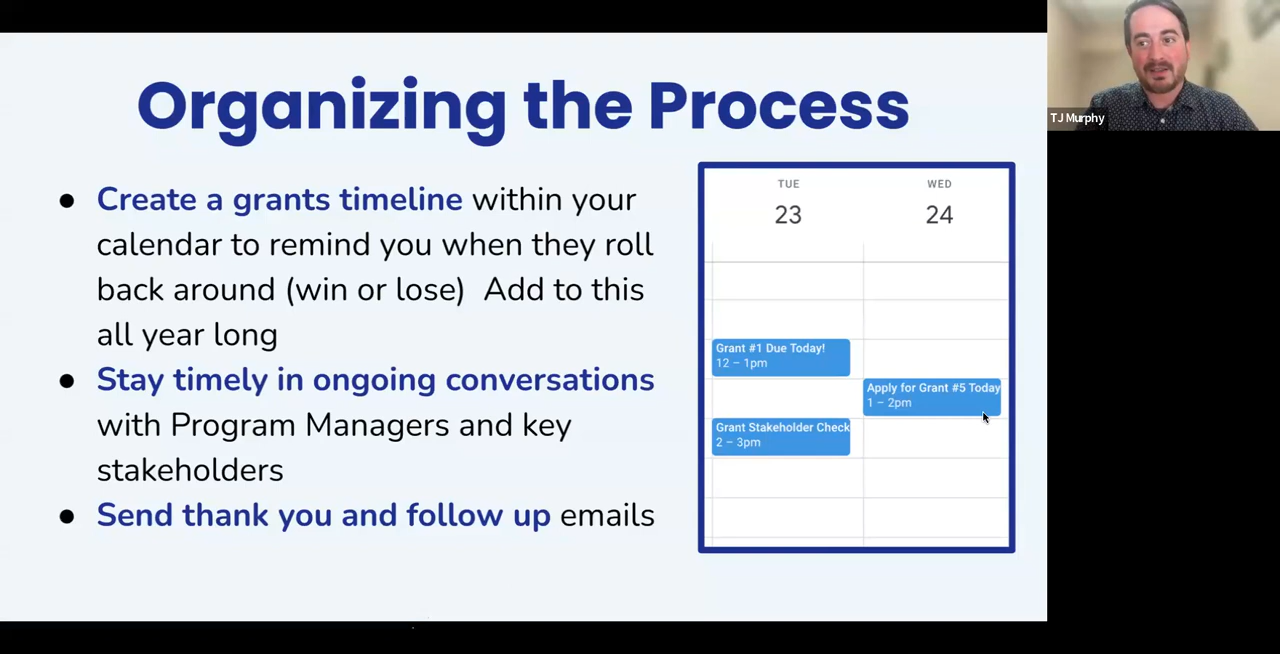 Organizing the Process
TJ Murphy
● Create a grants timeline within your
calendar to remind you when they roll
back around (win or lose)  Add to this
all year long
● Stay timely in ongoing conversations
with Program Managers and key
stakeholders
● Send thank you and follow up emails
TUE
23
WED
24
Grant #1 Due Today!
12 – 1pm
Apply for Grant #5 Today
1 – 2pm
Grant Stakeholder Check
2 – 3pm